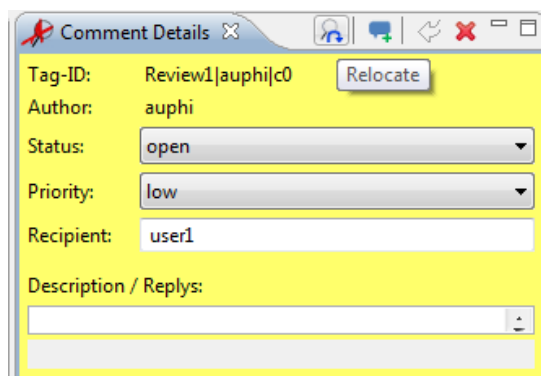 Comment Details
Tag-ID: Review1|auphi|c0 Relocate
Author: auphi
Status: open
Priority: low
Recipient: user1
Description / Replys: